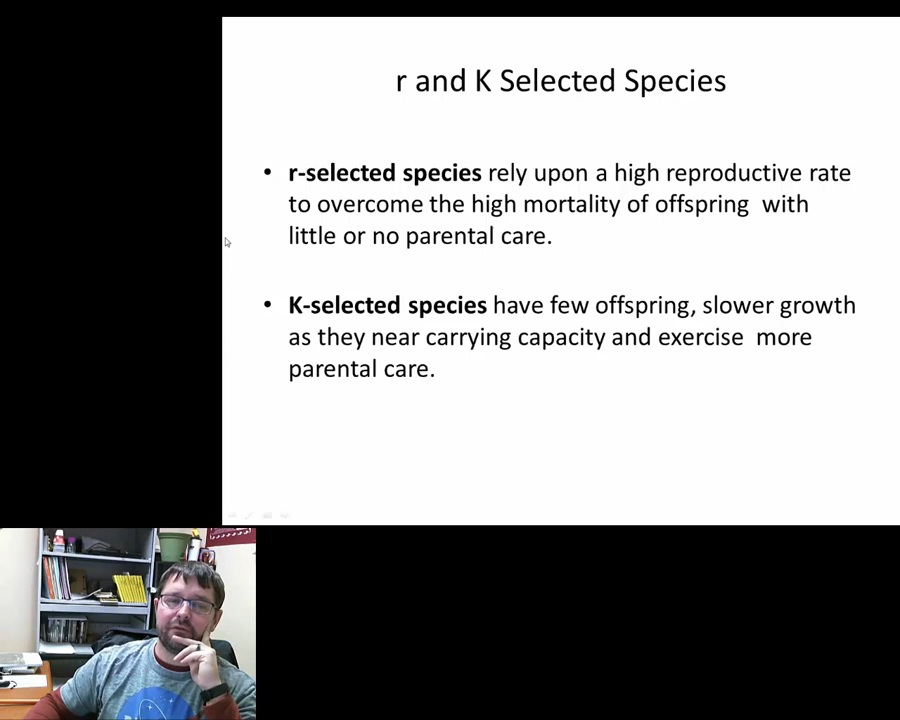 r and K Selected Species
• r-selected species rely upon a high reproductive rate
to overcome the high mortality of offspring  with
little or no parental care.
• K-selected species have few offspring, slower growth
as they near carrying capacity and exercise  more
parental care.